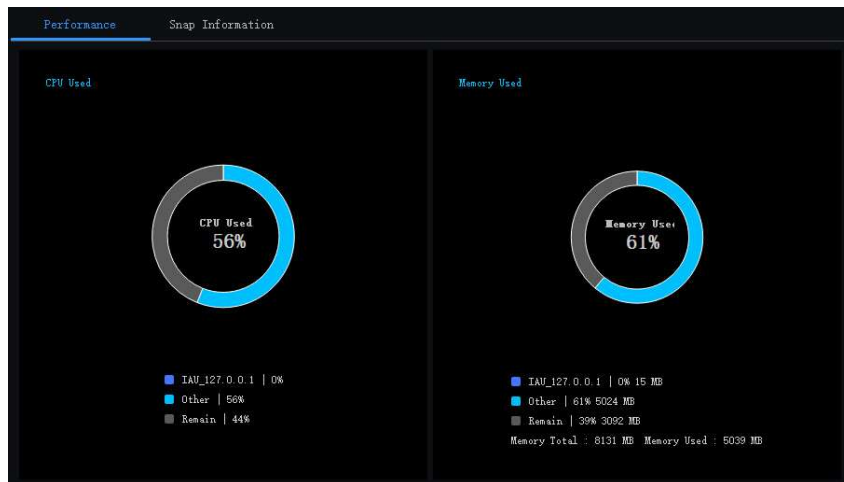 Performance Snap Information
CPU Used
Memory Used
CPU Used
56%
Memory Use
61%
IAU_127.0.0.1 | 0%
Other | 56%
Remain | 44%
IAU_127.0.0.1 | 0% 15 MB
Other | 61% 5024 MB
Remain | 39% 3092 MB
Memory Total : 8131 MB Memory Used : 5039 MB